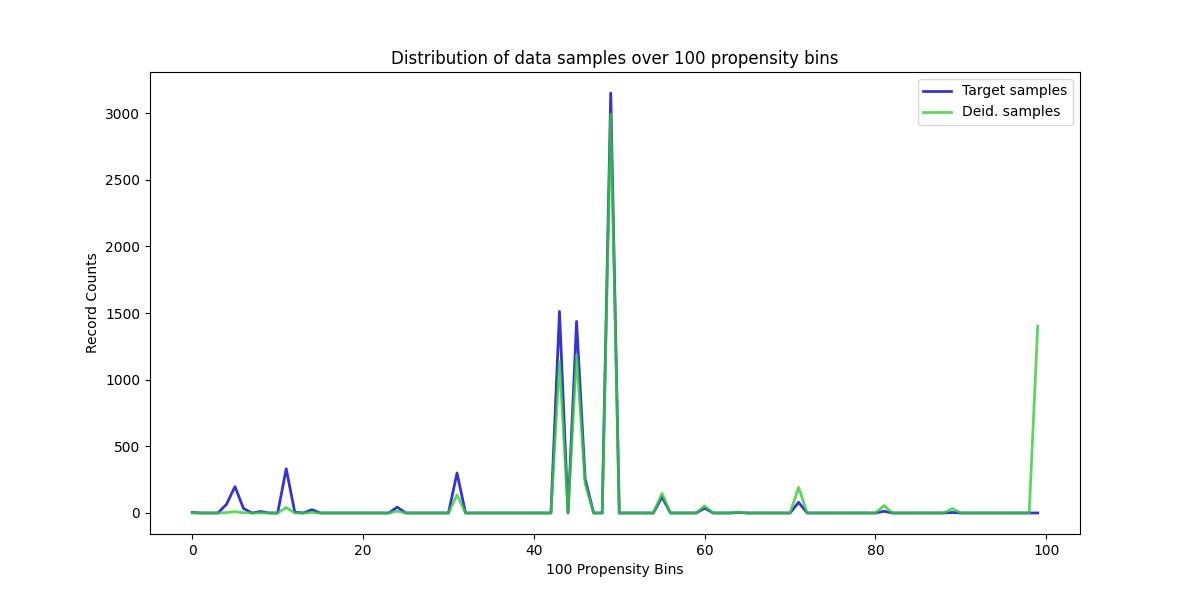 Distribution of data samples over 100 propensity bins
Target samples
Deid. samples
Record Counts
3000
2500
2000
1500
1000
500
0
0 20 40 60 80 100
100 Propensity Bins